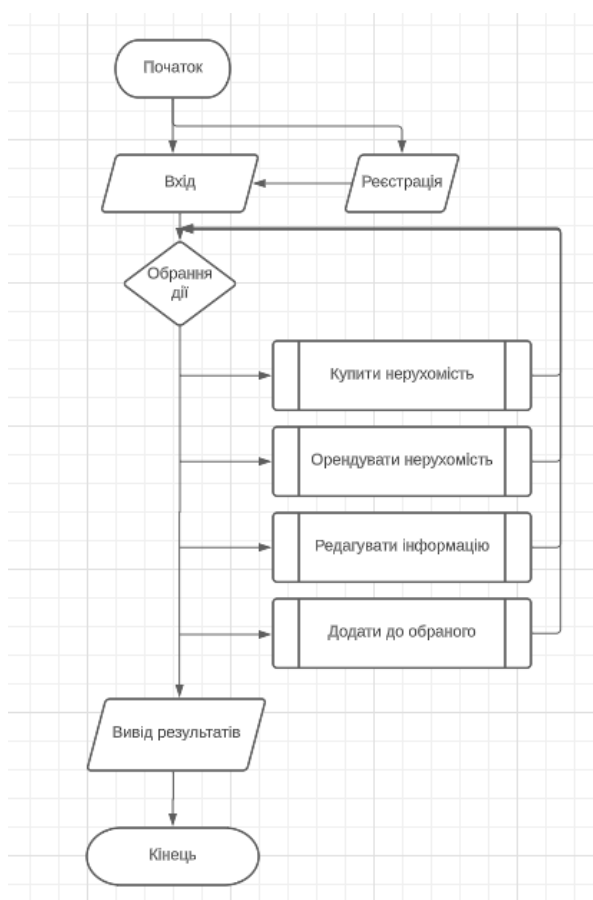 Початок
Вхід
Реєстрація
Обрання
дії
Купити нерухомість
Орендувати нерухомість
Редагувати інформацію
Додати до обраного
Вивід результатів
Кінець